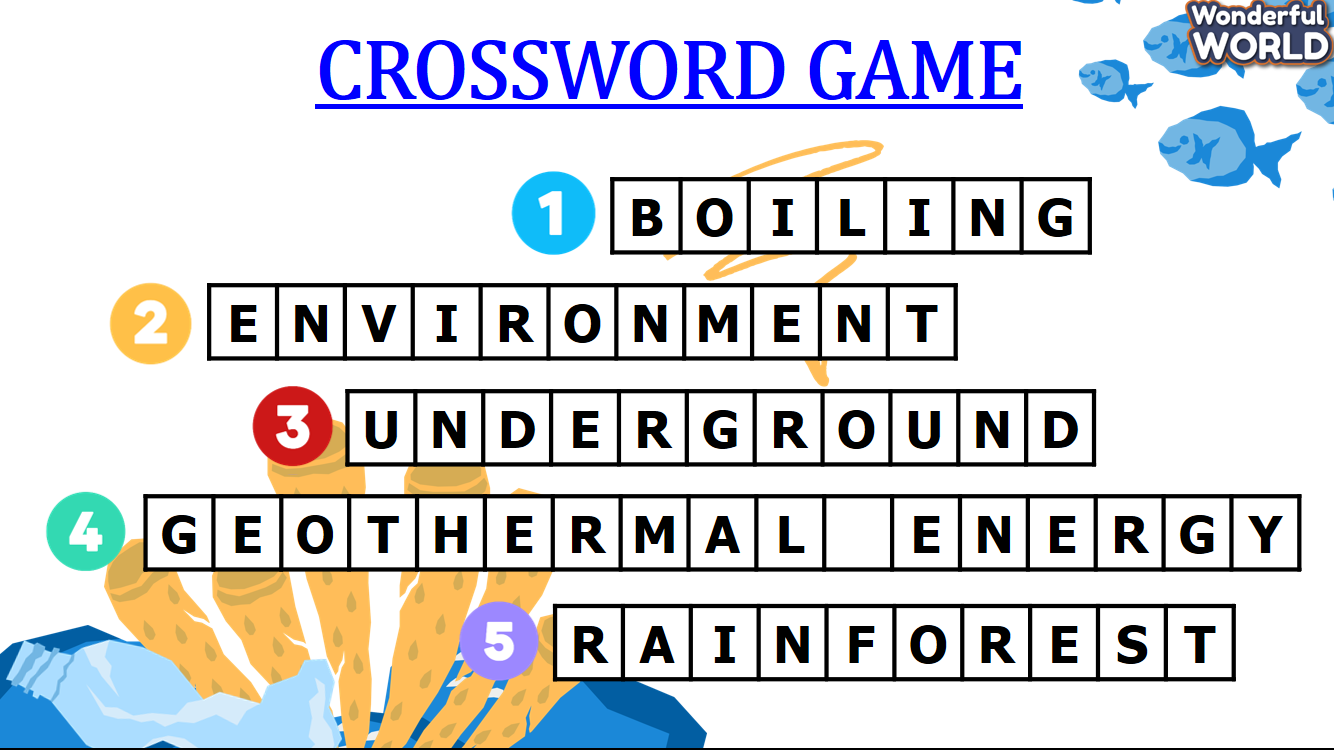 Wonderful
WORLD
CROSSWORD GAME
1 BOILING
2 ENVIRONMENT
3 UNDERGROUND
4 GEOTHERMAL ENERGY
5 RAINFOREST